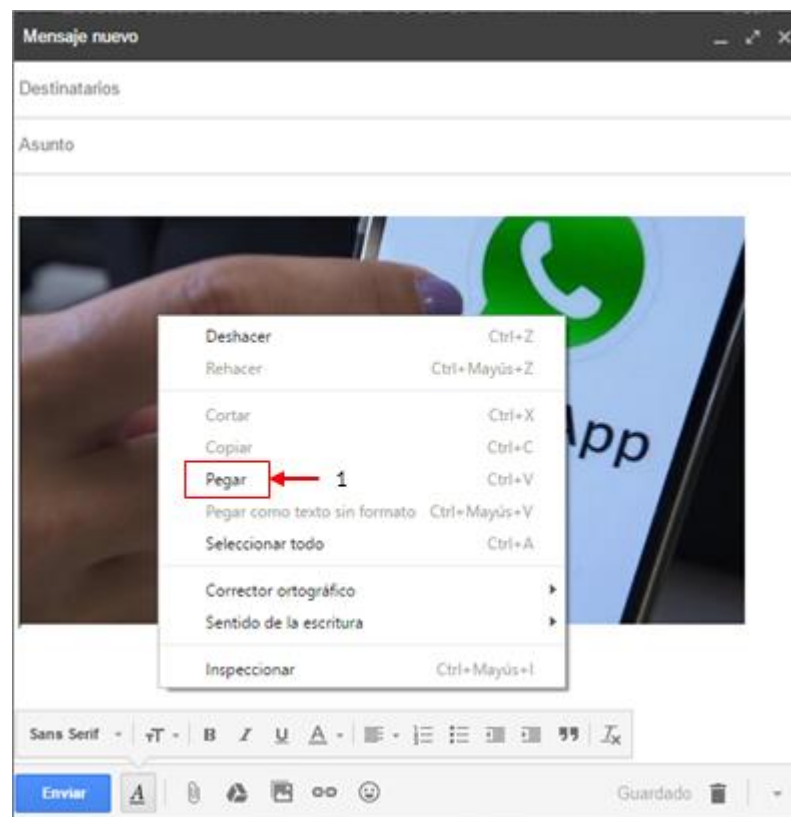 Mensaje nuevo
Destinatarios
Asunto
Deshacer Ctrl+Z
Rehacer Ctrl+Mayús+Z
Cortar Ctrl+X
Copiar Ctrl+C
Pegar 1 Ctrl+V
Pegar como texto sin formato Ctrl+Mayús+V
Seleccionar todo Ctrl+A
Corrector ortográfico
Sentido de la escritura
Inspeccionar Ctrl+Mayús+I
App
Sans Serif T B I U A Tx
Enviar A Guardado